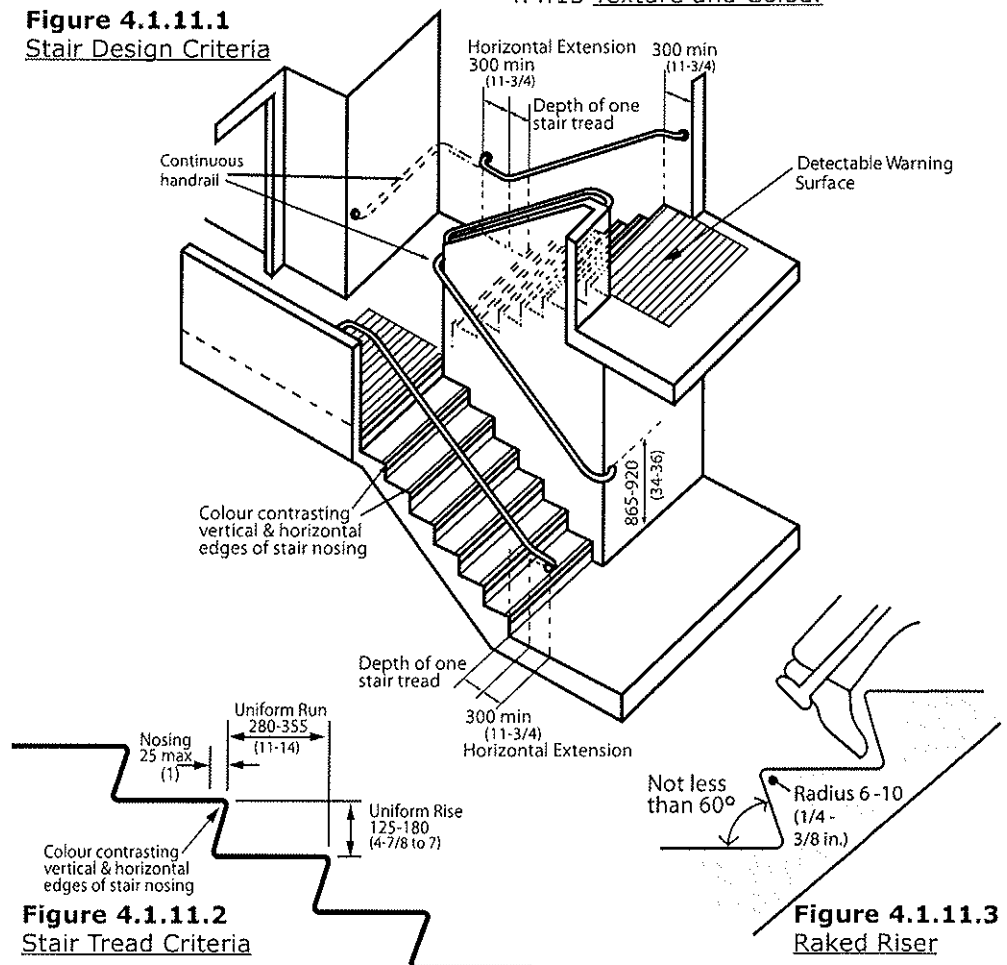 Figure 4.1.11.1
Stair Design Criteria
Horizontal Extension
300 min
(11-3/4)
300 min
(11-3/4)
Depth of one
stair tread
Continuous
handrail
Detectable Warning
Surface
865-920
(34-36)
Colour contrasting
vertical & horizontal
edges of stair nosing
Depth of one
stair tread
300 min
(11-3/4)
Horizontal Extension
Uniform Run
280-355
(11-14)
Nosing
25 max
(1)
Uniform Rise
125-180
(4-7/8 to 7)
Colour contrasting
vertical & horizontal
edges of stair nosing
Figure 4.1.11.2
Stair Tread Criteria
Not less
than 60°
Radius 6-10
(1/4 -
3/8 in.)
Figure 4.1.11.3
Raked Riser